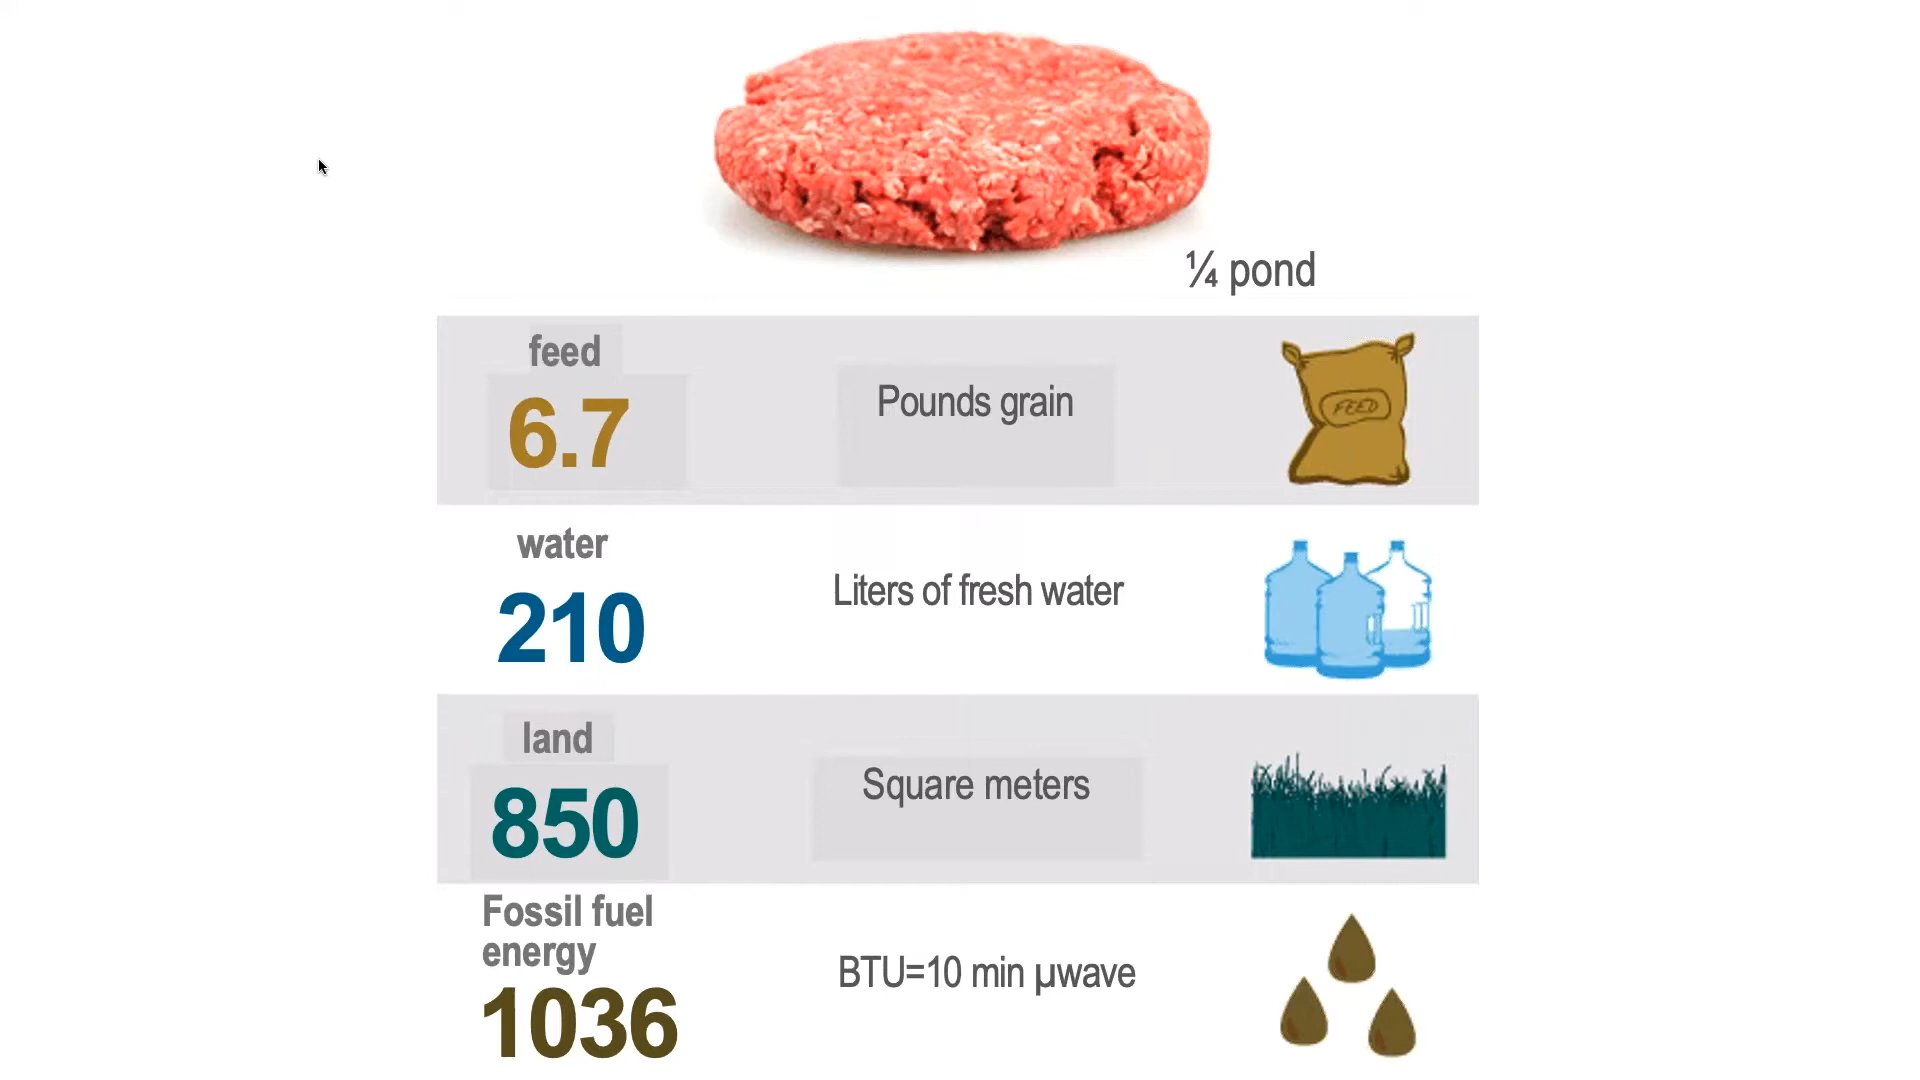 ¼ pond
feed
6.7
Pounds grain
FEED
water
210
Liters of fresh water
land
850
Square meters
Fossil fuel
energy
1036
BTU=10 min µwave